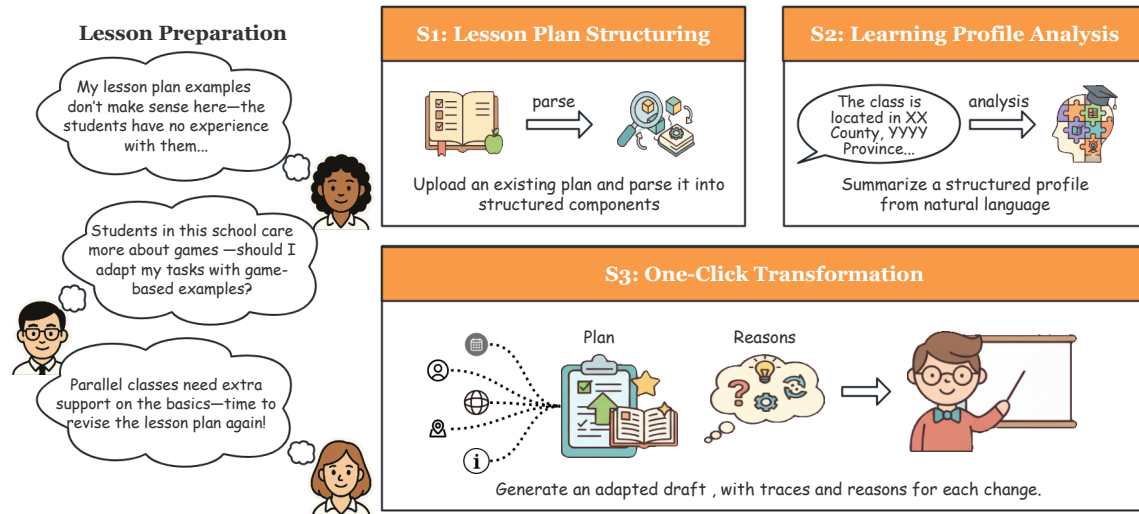 Lesson Preparation
My lesson plan examples
don't make sense here—the
students have no experience
with them...
Students in this school care
more about games —should I
adapt my tasks with game-
based examples?
Parallel classes need extra
support on the basics—time to
revise the lesson plan again!
S1: Lesson Plan Structuring
parse
Upload an existing plan and parse it into
structured components
S2: Learning Profile Analysis
The class is
located in XX
County, YYYY
Province...
analysis
Summarize a structured profile
from natural language
S3: One-Click Transformation
Plan
Reasons
Generate an adapted draft , with traces and reasons for each change.